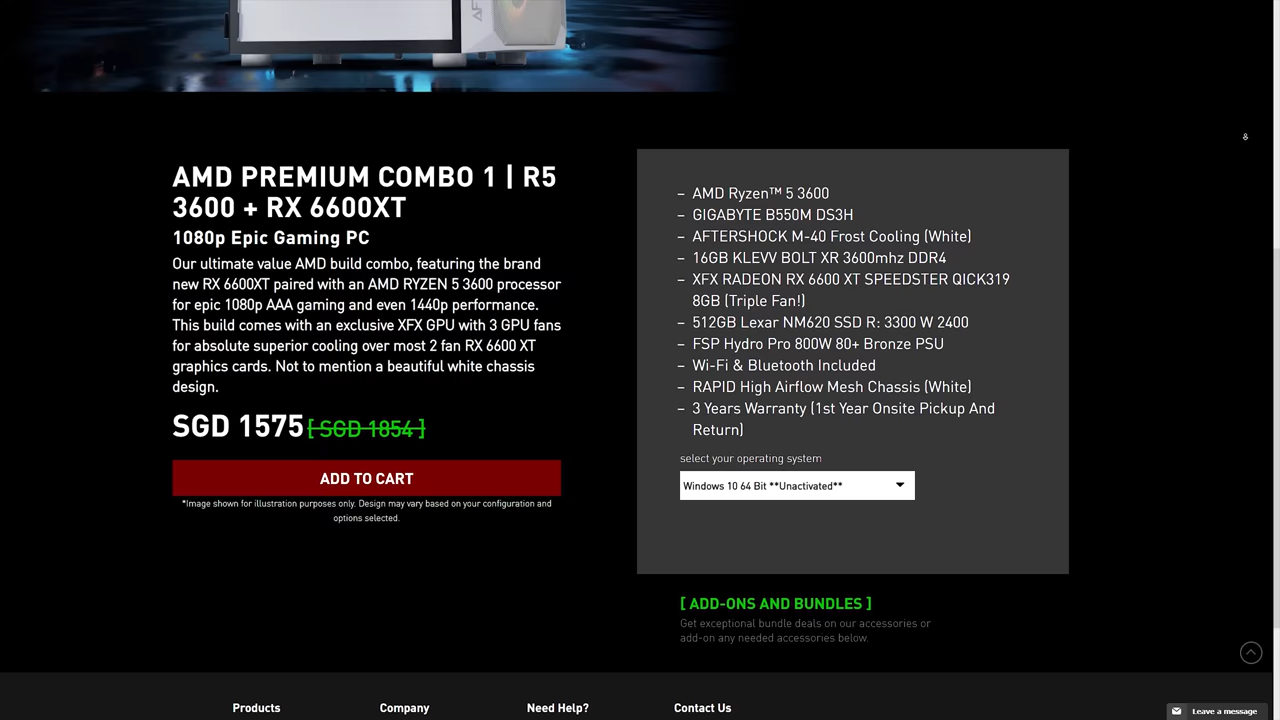 AMD PREMIUM COMBO 1 | R5
3600 + RX 6600XT
1080p Epic Gaming PC
Our ultimate value AMD build combo, featuring the brand
new RX 6600XT paired with an AMD RYZEN 5 3600 processor
for epic 1080p AAA gaming and even 1440p performance.
This build comes with an exclusive XFX GPU with 3 GPU fans
for absolute superior cooling over most 2 fan RX 6600 XT
graphics cards. Not to mention a beautiful white chassis
design.
SGD 1575 [ SGD 1854 ]
ADD TO CART
*Image shown for illustration purposes only. Design may vary based on your configuration and
options selected.
– AMD Ryzen™ 5 3600
– GIGABYTE B550M DS3H
– AFTERSHOCK M-40 Frost Cooling (White)
– 16GB KLEVV BOLT XR 3600mhz DDR4
– XFX RADEON RX 6600 XT SPEEDSTER QICK319
8GB (Triple Fan!)
– 512GB Lexar NM620 SSD R: 3300 W 2400
– FSP Hydro Pro 800W 80+ Bronze PSU
– Wi-Fi & Bluetooth Included
– RAPID High Airflow Mesh Chassis (White)
– 3 Years Warranty (1st Year Onsite Pickup And
Return)
select your operating system
Windows 10 64 Bit **Unactivated**
[ ADD-ONS AND BUNDLES ]
Get exceptional bundle deals on our accessories or
add-on any needed accessories below.
Products
Company
Need Help?
Contact Us
Leave a message